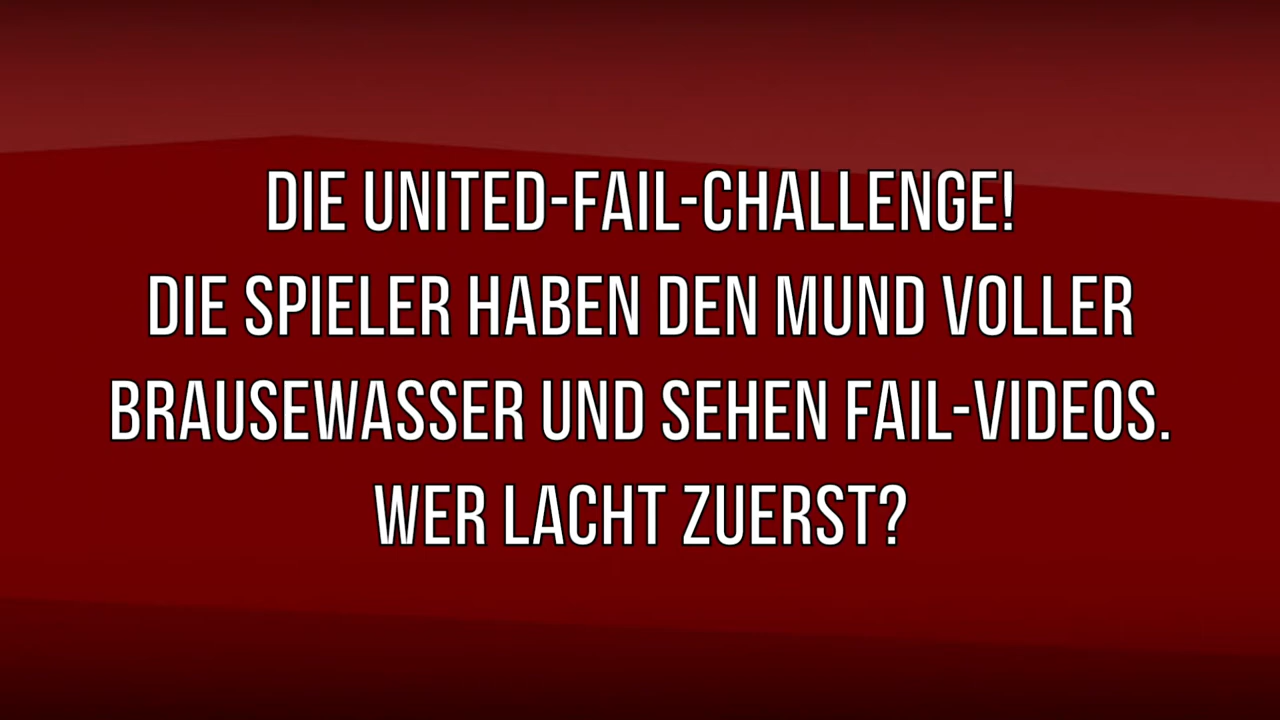 DIE UNITED-FAIL-CHALLENGE!
DIE SPIELER HABEN DEN MUND VOLLER
BRAUSEWASSER UND SEHEN FAIL-VIDEOS.
WER LACHT ZUERST?